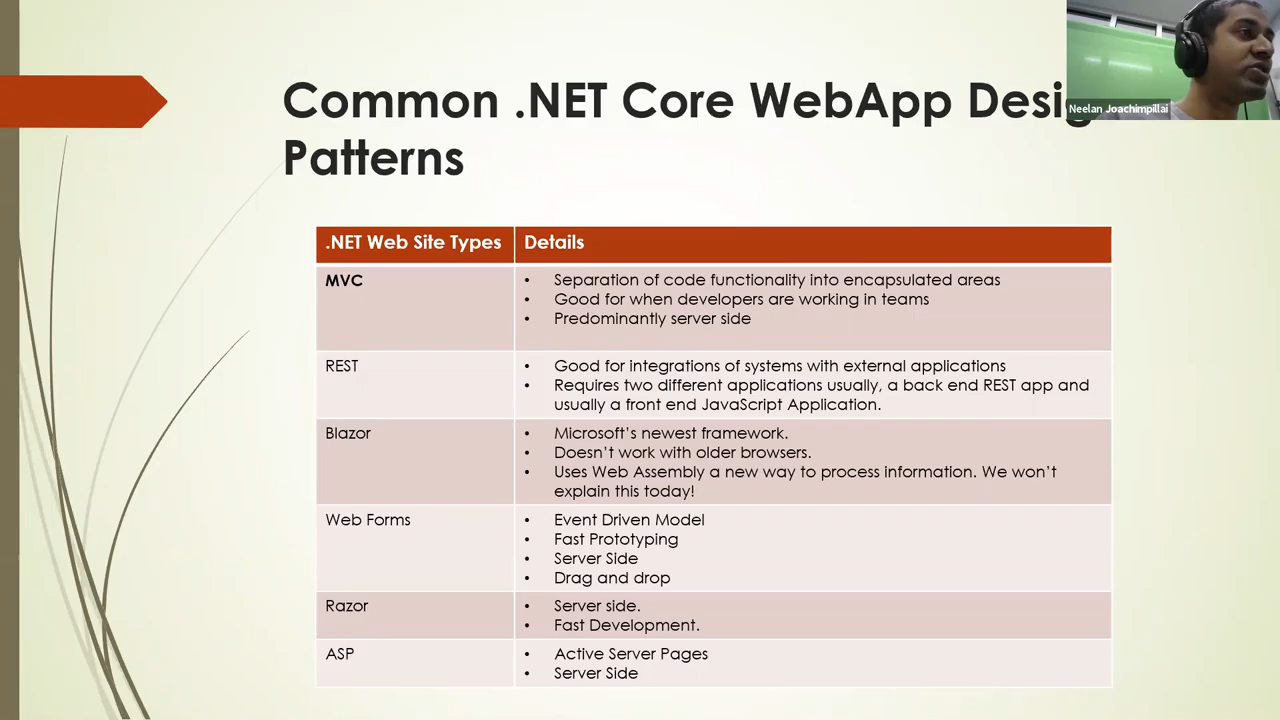 Common .NET Core WebApp Desig
Patterns
Neelan Joachimpillai
.NET Web Site Types
Details
MVC
• Separation of code functionality into encapsulated areas
• Good for when developers are working in teams
• Predominantly server side
REST
• Good for integrations of systems with external applications
• Requires two different applications usually, a back end REST app and
usually a front end JavaScript Application.
Blazor
• Microsoft's newest framework.
• Doesn't work with older browsers.
• Uses Web Assembly a new way to process information. We won't
explain this today!
Web Forms
• Event Driven Model
• Fast Prototyping
• Server Side
• Drag and drop
Razor
• Server side.
• Fast Development.
ASP
• Active Server Pages
• Server Side